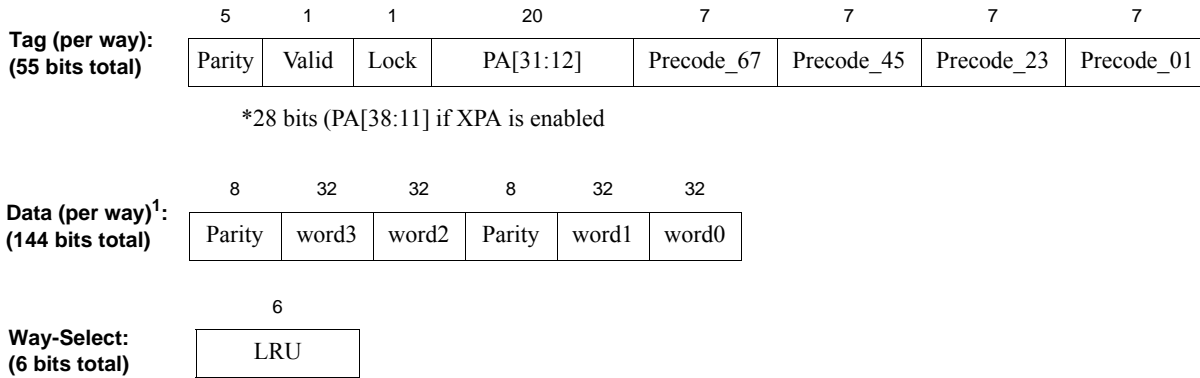 5 1 1 20 7 7 7 7
Tag (per way):
(55 bits total)
Parity Valid Lock PA[31:12] Precode_67 Precode_45 Precode_23 Precode_01
*28 bits (PA[38:11] if XPA is enabled
8 32 32 8 32 32
Data (per way)1:
(144 bits total)
Parity word3 word2 Parity word1 word0
6
Way-Select:
(6 bits total)
LRU